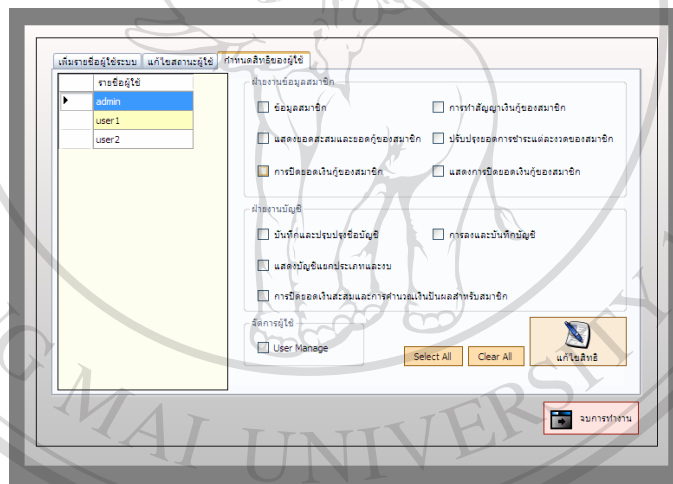 เพิ่มรายชื่อผู้ใช้ระบบ แก้ไขสถานะผู้ใช้ กำหนดสิทธิของผู้ใช้
รายชื่อผู้ใช้
admin
user1
user2
ฝ่ายงานข้อมูลสมาชิก
ข้อมูลสมาชิก การทำสัญญาเงินกู้ของสมาชิก
แสดงยอดสะสมและยอดกู้ของสมาชิก ปรับปรุงยอดการชำระแต่ละงวดของสมาชิก
การปิดยอดเงินกู้ของสมาชิก แสดงการปิดยอดเงินกู้ของสมาชิก
ฝ่ายงานบัญชี
บันทึกและปรุบปรุงชื่อบัญชี การลงและบันทึกบัญชี
แสดงบัญชีแยกประเภทและงบ
การปิดยอดเงินสะสมและการคำนวณเงินปันผลสำหรับสมาชิก
จัดการผู้ใช้
User Manage
Select All Clear All แก้ไขสิทธิ
จบการทำงาน
MAI UNIVERSITY